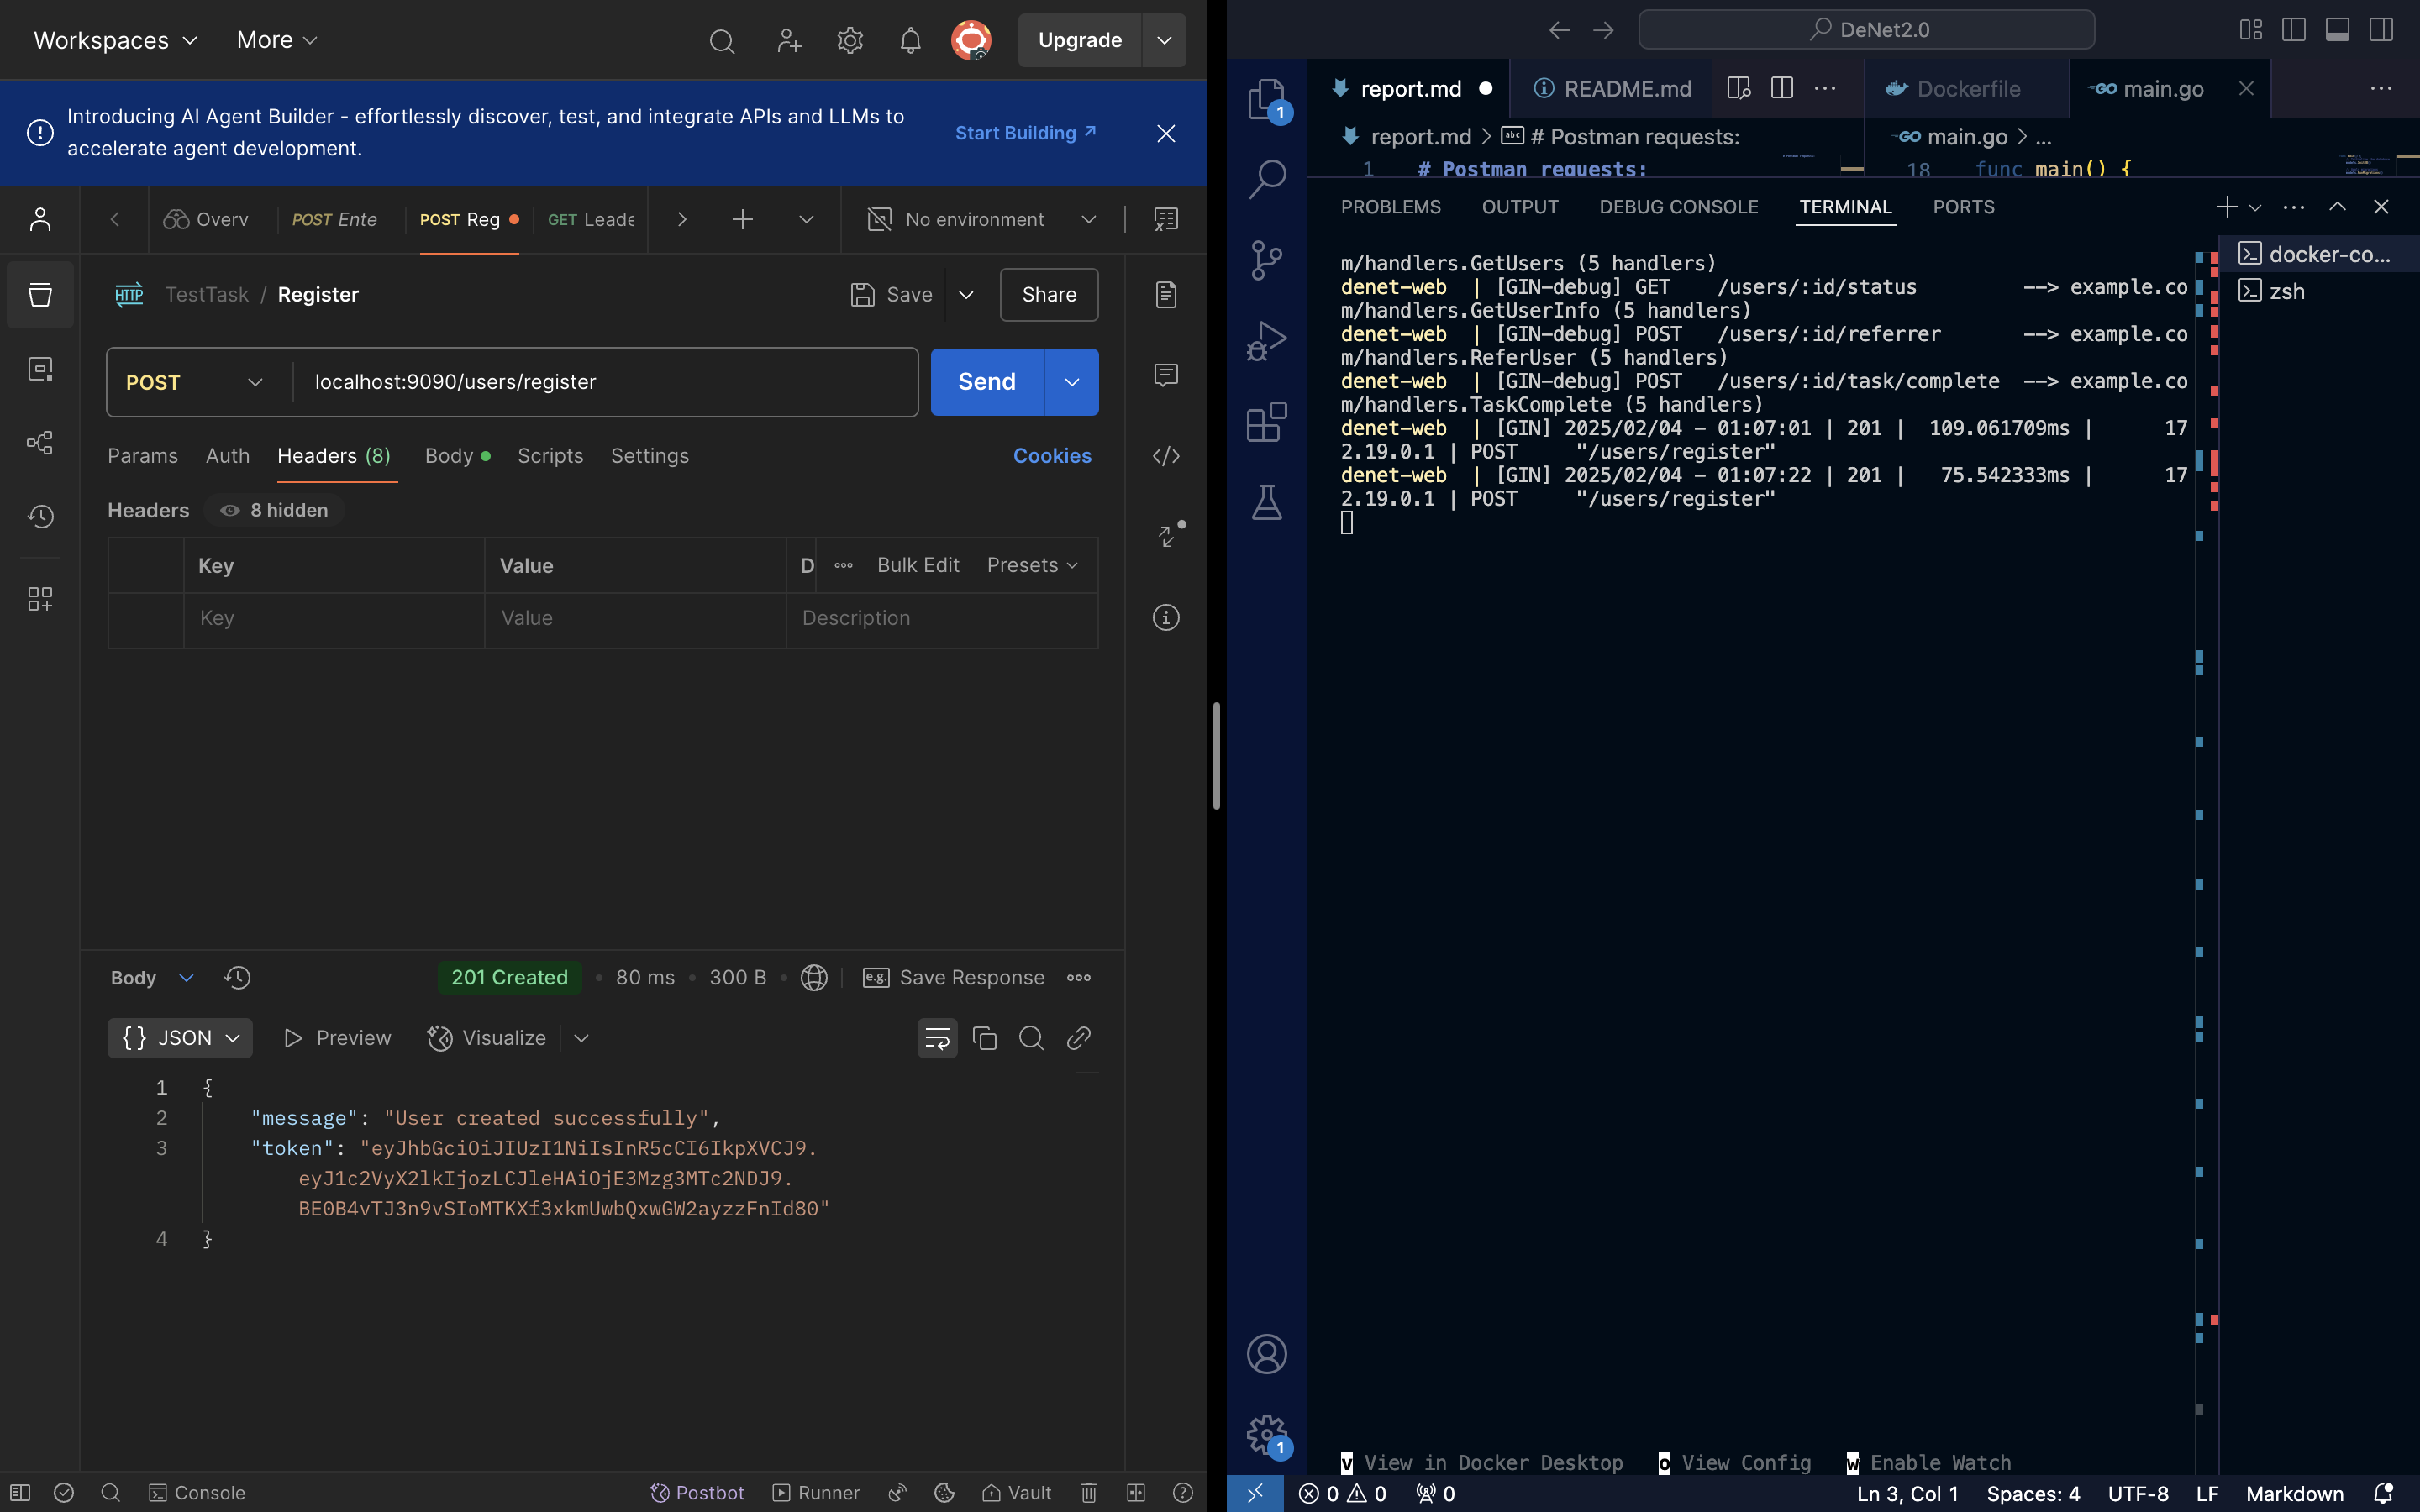 Workspaces
More
Upgrade
Introducing AI Agent Builder - effortlessly discover, test, and integrate APIs and LLMs to
accelerate agent development.
Start Building
Overv
POST Ente
POST Reg
GET Leade
No environment
HTTP TestTask / Register
Save
Share
POST
localhost:9090/users/register
Send
Params
Auth
Headers (8)
Body
Scripts
Settings
Cookies
Headers
8 hidden
Key
Value
D
Bulk Edit
Presets
Key
Value
Description
Body
201 Created
80 ms
300 B
e.g. Save Response
{} JSON
Preview
Visualize
1 {
2 "message": "User created successfully",
3 "token": "eyJhbGciOiJIUzI1NiIsInR5cCI6IkpXVCJ9.
eyJ1c2VyX2lkIjozLCJleHAiOjE3Mzg3MTc2NDJ9.
BE0B4vTJ3n9vSIoMTKXf3xkmUwbQxwGW2ayzzFnId80"
4 }
Console
Postbot
Runner
Vault
DeNet2.0
1
report.md
README.md
Dockerfile
GO main.go
report.md > abc # Postman requests:
GO main.go > ...
1 # Postman requests:
18 func main() {
PROBLEMS
OUTPUT
DEBUG CONSOLE
TERMINAL
PORTS
docker-co...
zsh
m/handlers.GetUsers (5 handlers)
denet-web | [GIN-debug] GET /users/:id/status --> example.co
m/handlers.GetUserInfo (5 handlers)
denet-web | [GIN-debug] POST /users/:id/referrer --> example.co
m/handlers.ReferUser (5 handlers)
denet-web | [GIN-debug] POST /users/:id/task/complete --> example.co
m/handlers.TaskComplete (5 handlers)
denet-web | [GIN] 2025/02/04 - 01:07:01 | 201 | 109.061709ms | 17
2.19.0.1 | POST "/users/register"
denet-web | [GIN] 2025/02/04 - 01:07:22 | 201 | 75.542333ms | 17
2.19.0.1 | POST "/users/register"
1
v View in Docker Desktop o View Config w Enable Watch
0
0
0
Ln 3, Col 1
Spaces: 4
UTF-8
LF
Markdown